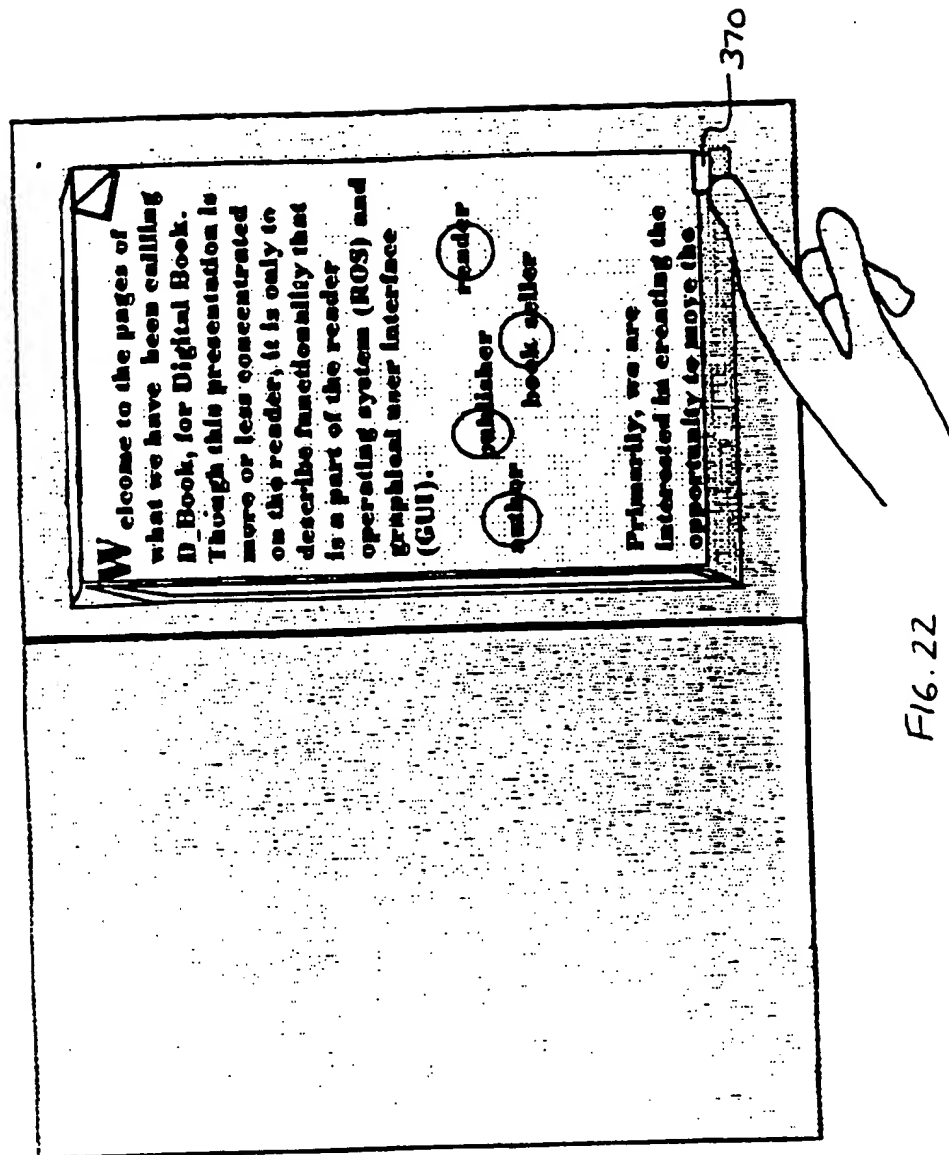 Welcome to the pages of
what we have been callling
D_Book, for Digital Book.
Though this presentation is
more or less concentrated
on the reader, it is only to
describe functionallity that
is a part of the reader
operating system (ROS) and
graphical user interface
(GUI).
author
publisher
book seller
reader
Primarily, we are
interested in creating the
opportunity to move the
370
FIG. 22